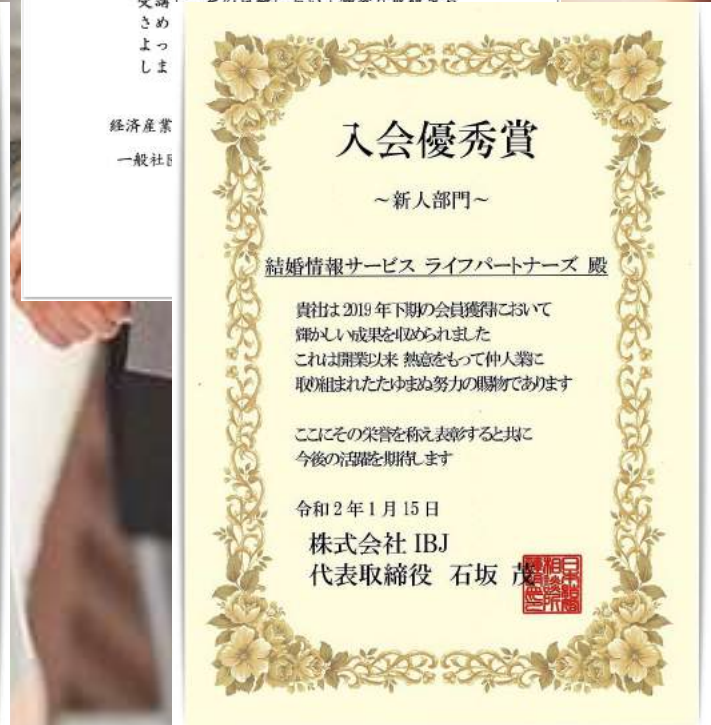 さめ
よっ
しま
経済産業
一般社団
入会優秀賞
～新人部門～
結婚情報サービス ライフパートナーズ 殿
貴社は2019年下期の会員獲得において
輝かしい成果を収められました
これは開業以来 熱意をもって仲人業に
取り組まれたたゆまぬ努力の賜物であります
ここにその栄誉を称え表彰すると共に
今後の活躍を期待します
令和2年1月15日
株式会社 IBJ
代表取締役 石坂 茂